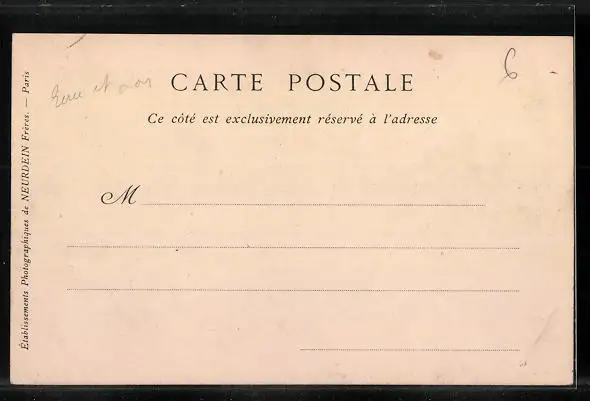 CARTE POSTALE
Ce côté est exclusivement réservé à l'adresse
M
Établissements Photographiques de NEURDEIN Frères. — Paris
6